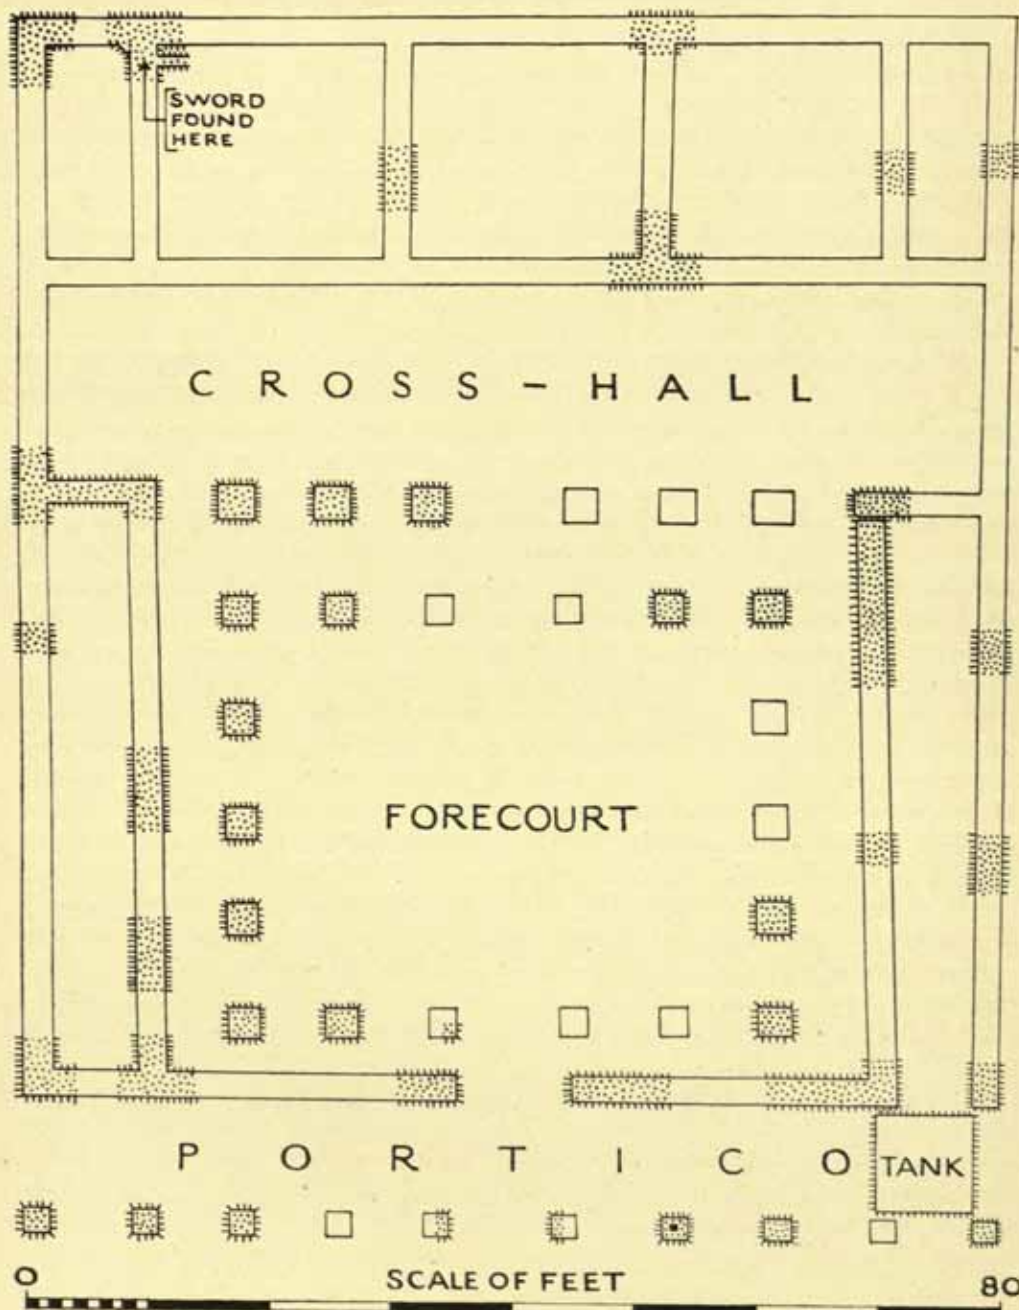 SWORD
FOUND
HERE
CROSS-HALL
FORECOURT
PORTICO
TANK
0 SCALE OF FEET 80